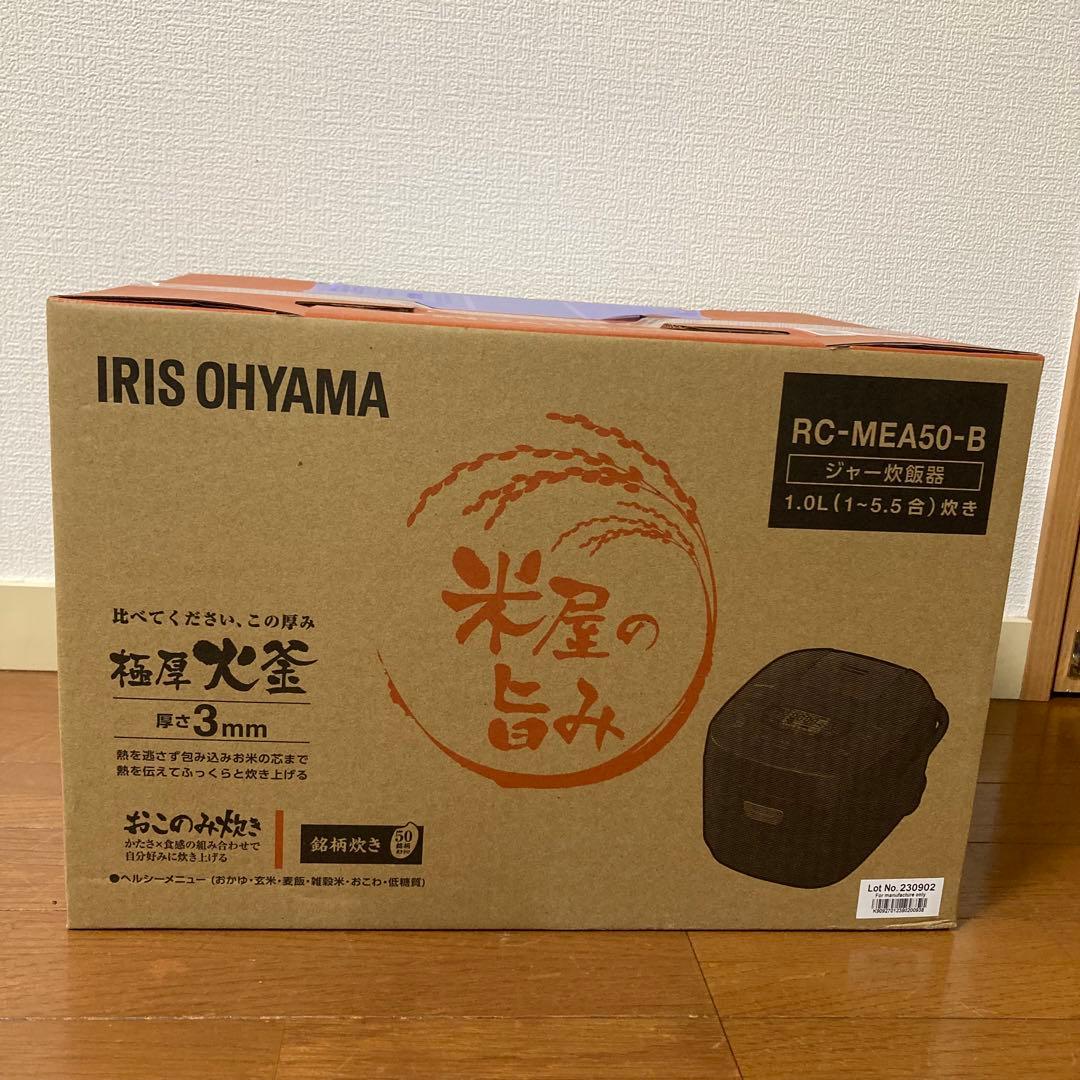 IRIS OHYAMA
RC-MEA50-B
ジャー炊飯器
1.0L(1~5.5合)炊き
米屋の
旨み
比べてください、この厚み
極厚火釜
厚さ3mm
熱を逃さず包み込みお米の芯まで
熱を伝えてふっくらと炊き上げる
おこのみ炊き
かたさ×食感の組み合わせで
自分好みに炊き上げる
銘柄炊き
50
銘柄
●ヘルシーメニュー(おかゆ・玄米・麦飯・雑穀米・おこわ・低糖質)
Lot No. 230902
For manufacture only